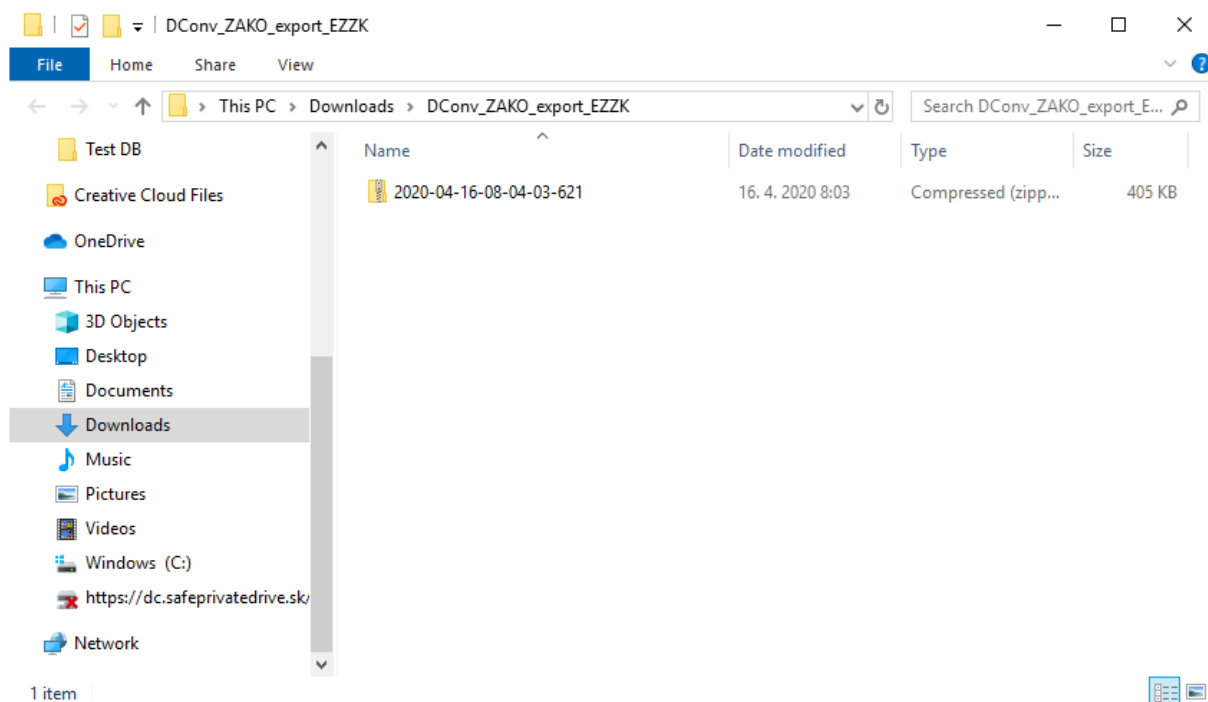 DConv_ZAKO_export_EZZK
File Home Share View
This PC > Downloads > DConv_ZAKO_export_EZZK
Search DConv_ZAKO_export_E...
Name Date modified Type Size
2020-04-16-08-04-03-621 16. 4. 2020 8:03 Compressed (zipp... 405 KB
Test DB
Creative Cloud Files
OneDrive
This PC
3D Objects
Desktop
Documents
Downloads
Music
Pictures
Videos
Windows (C:)
https://dc.safeprivatedrive.sk/
Network
1 item